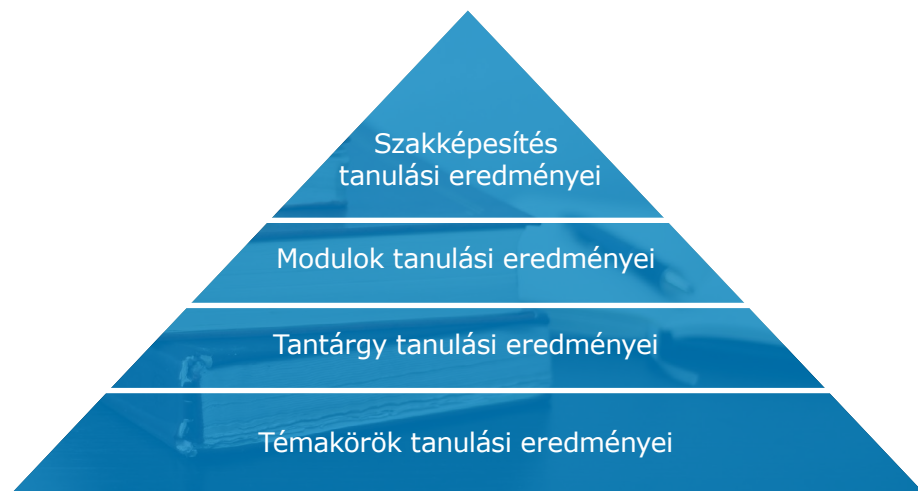 Szakképesítés
tanulási eredményei
Modulok tanulási eredményei
Tantárgy tanulási eredményei
Témakörök tanulási eredményei